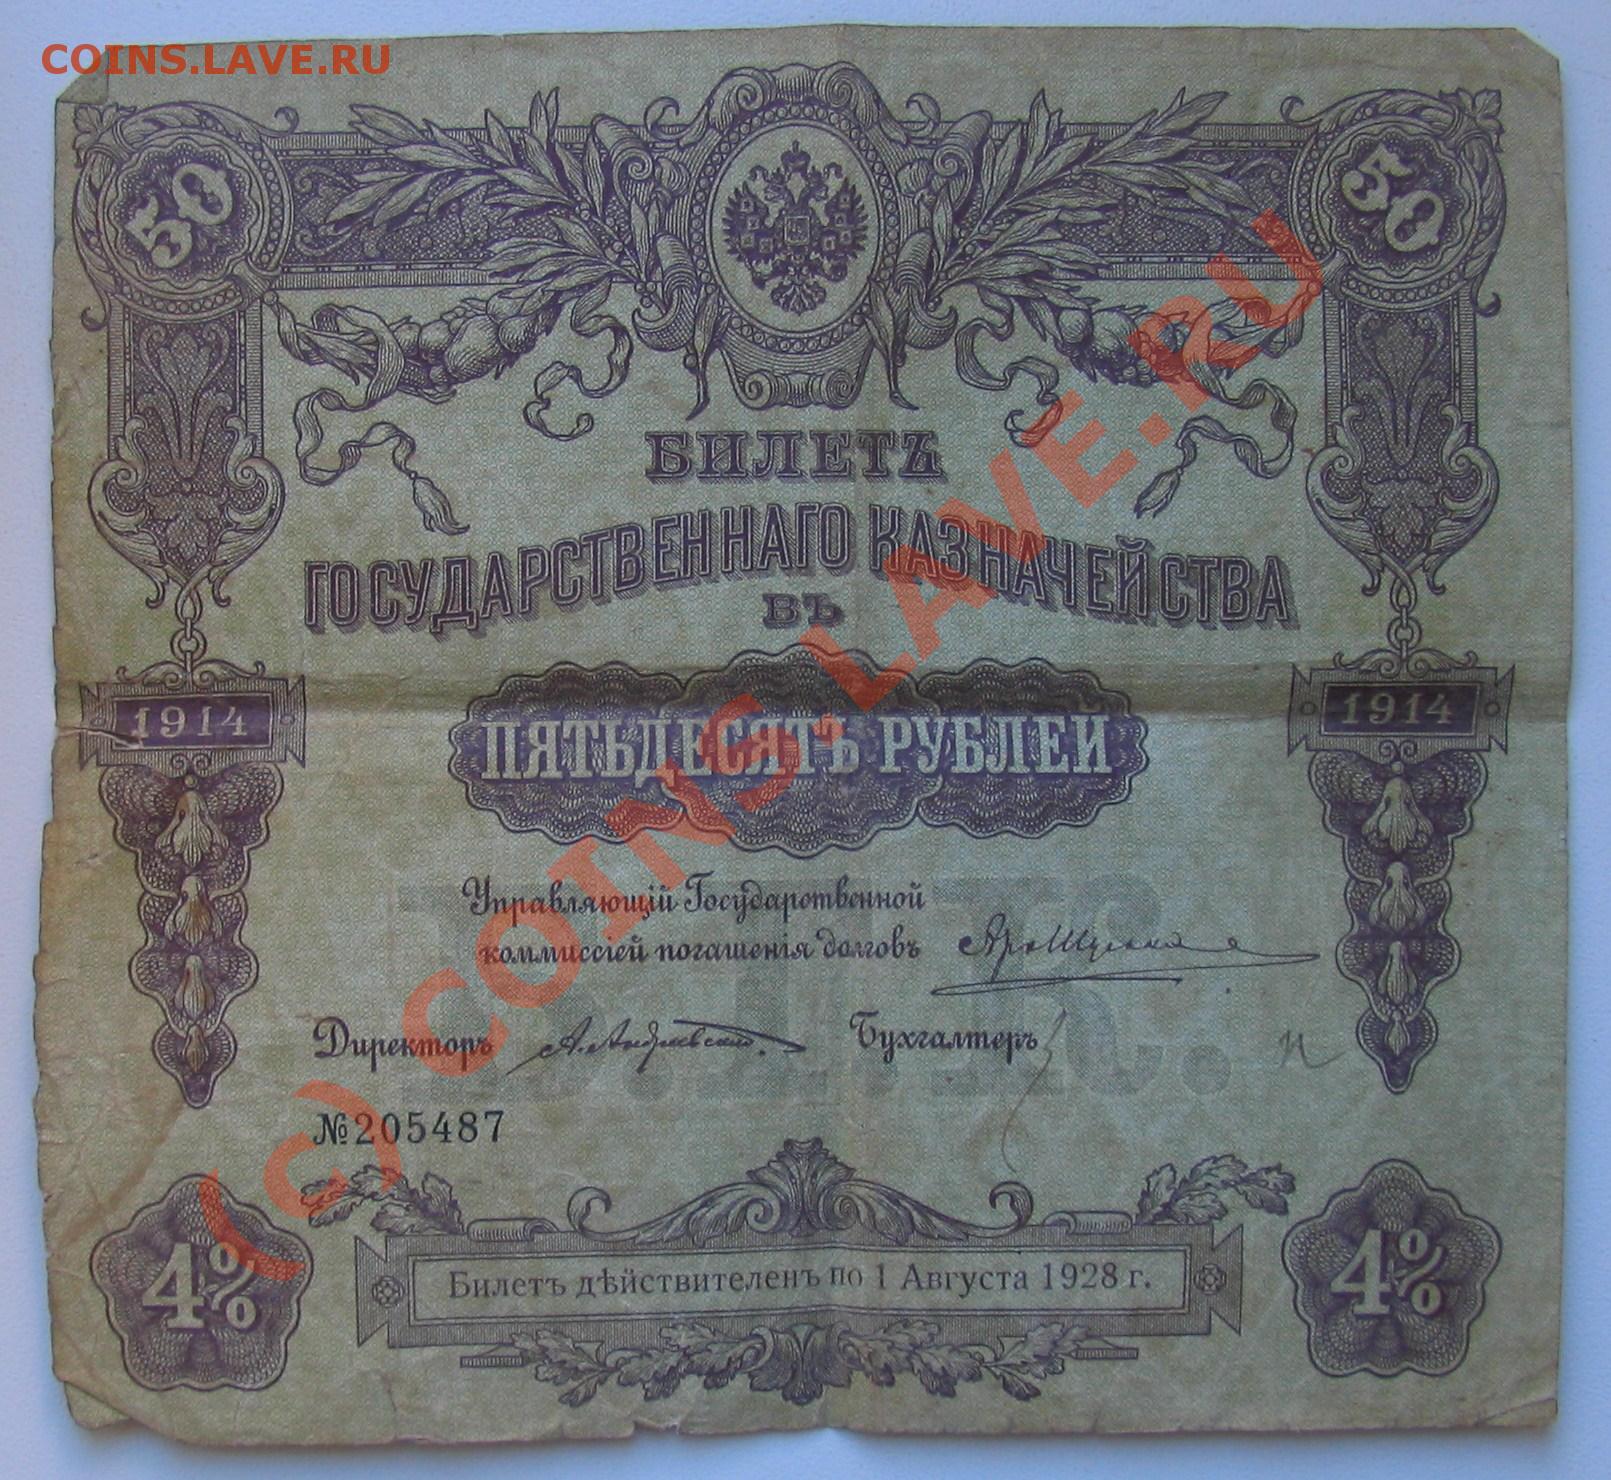 COINS.LAVE.RU
50 50
БИЛЕТЪ
ГОСУДАРСТВЕННАГО КАЗНАЧЕЙСТВА
ВЪ
1914 1914
ПЯТЬДЕСЯТЪ РУБЛЕЙ
Управляющій Государственной
коммиссіей погашенія долговъ
Директоръ Бухгалтеръ
№205487
4% 4%
Билетъ дѣйствителенъ по 1 Августа 1928 г.
(c) COINS.LAVE.RU